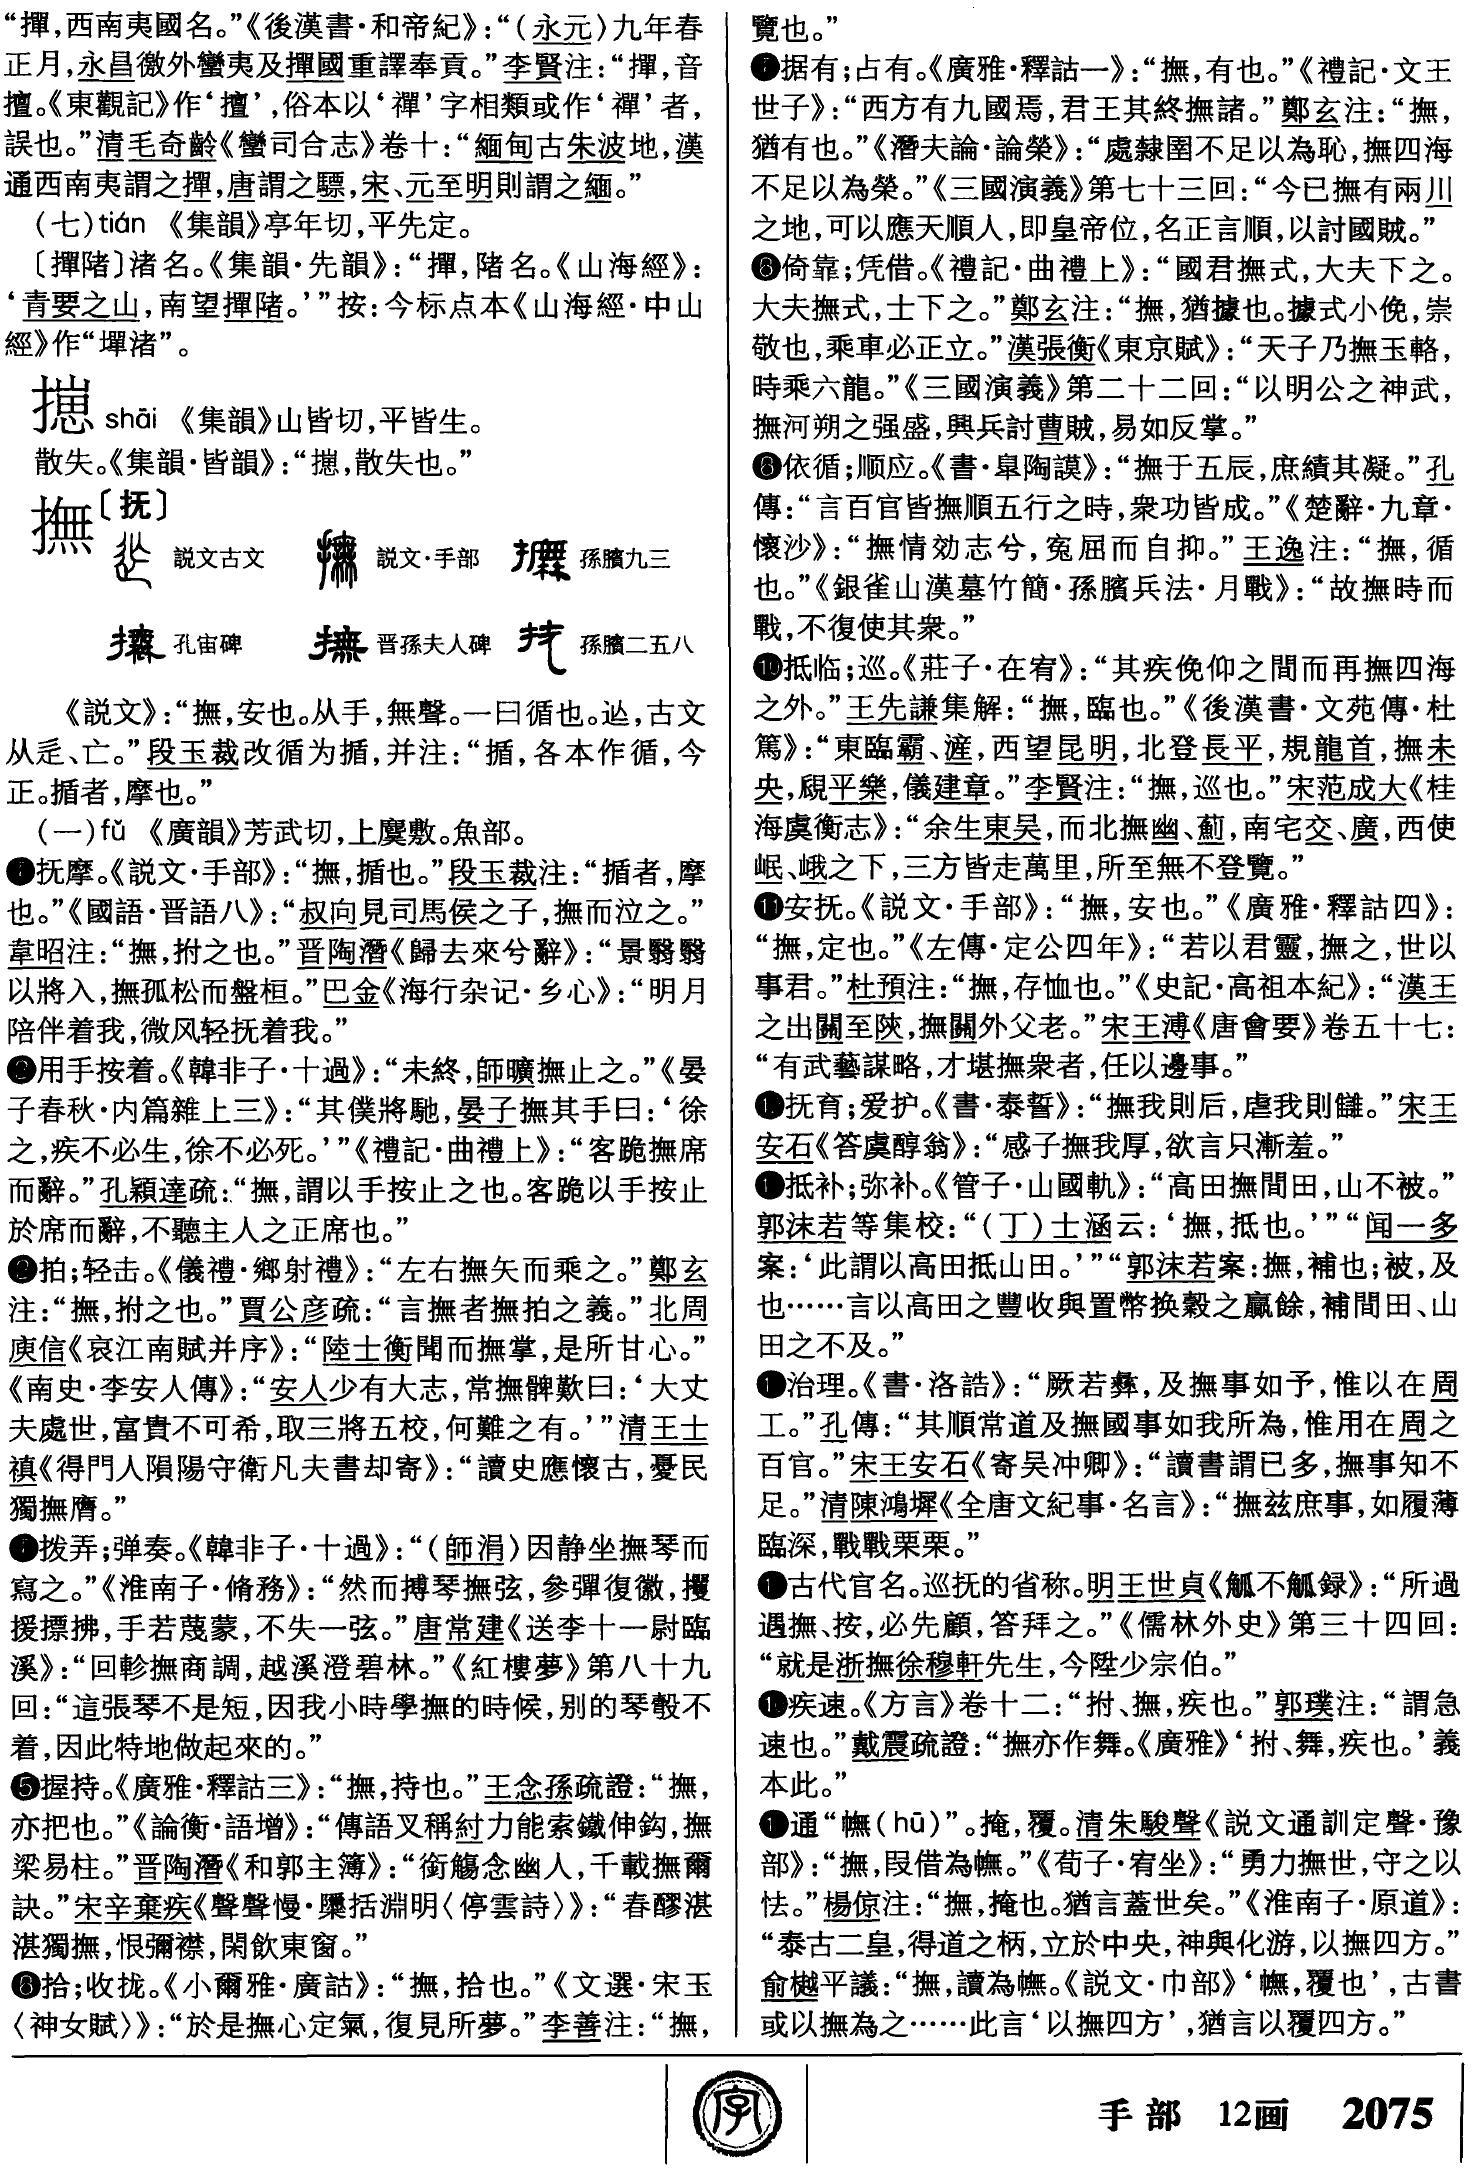 “撣，西南夷國名。”《後漢書·和帝紀》：“（永元）九年春
正月，永昌徼外蠻夷及撣國重譯奉貢。”李賢注：“撣，音
擅。《東觀記》作‘擅’，俗本以‘禪’字相類或作‘禪’者，
誤也。”清毛奇齡《蠻司合志》卷十：“緬甸古朱波地，漢
通西南夷謂之撣，唐謂之驃，宋、元至明則謂之緬。”
（七）tián 《集韻》亭年切，平先定。
〔撣陼〕渚名。《集韻·先韻》：“撣，陼名。《山海經》：
‘青要之山，南望撣陼。’”按：今标点本《山海經·中山
經》作“墠渚”。
摁 shāi 《集韻》山皆切，平皆生。
散失。《集韻·皆韻》：“，散失也。”
撫〔抚〕
説文古文 説文·手部 孫臏九三
孔宙碑 晋孫夫人碑 孫臏二五八
《説文》：“撫，安也。从手，無聲。一曰循也。𢓻，古文
从辵、亡。”段玉裁改循为揗，并注：“揗，各本作循，今
正。揗者，摩也。”
（一）fǔ 《廣韻》芳武切，上麌敷。魚部。
❶抚摩。《説文·手部》：“撫，揗也。”段玉裁注：“揗者，摩
也。”《國語·晋語八》：“叔向見司馬侯之子，撫而泣之。”
韋昭注：“撫，拊之也。”晋陶潛《歸去來兮辭》：“景翳翳
以將入，撫孤松而盤桓。”巴金《海行杂记·乡心》：“明月
陪伴着我，微风轻抚着我。”
❷用手按着。《韓非子·十過》：“未終，師曠撫止之。”《晏
子春秋·内篇雜上三》：“其僕將馳，晏子撫其手曰：‘徐
之，疾不必生，徐不必死。’”《禮記·曲禮上》：“客跪撫席
而辭。”孔穎達疏：“撫，謂以手按止之也。客跪以手按止
於席而辭，不聽主人之正席也。”
❸拍；轻击。《儀禮·鄉射禮》：“左右撫矢而乘之。”鄭玄
注：“撫，拊之也。”賈公彦疏：“言撫者撫拍之義。”北周
庾信《哀江南賦并序》：“陸士衡聞而撫掌，是所甘心。”
《南史·李安人傳》：“安人少有大志，常撫髀歎曰：‘大丈
夫處世，富貴不可希，取三將五校，何難之有。’”清王士
禛《得門人隕陽守衛凡夫書却寄》：“讀史應懷古，憂民
獨撫膺。”
❹拨弄；弹奏。《韓非子·十過》：“（師涓）因静坐撫琴而
寫之。”《淮南子·脩務》：“然而搏琴撫弦，參彈復徽，攫
援摽拂，手若蔑蒙，不失一弦。”唐常建《送李十一尉臨
溪》：“回軫撫商調，越溪澄碧林。”《紅樓夢》第八十九
回：“這張琴不是短，因我小時學撫的時候，别的琴彀不
着，因此特地做起來的。”
❺握持。《廣雅·釋詁三》：“撫，持也。”王念孫疏證：“撫，
亦把也。”《論衡·語增》：“傳語又稱紂力能索鐵伸鈎，撫
梁易柱。”晋陶潛《和郭主簿》：“銜觴念幽人，千載撫爾
訣。”宋辛棄疾《聲聲慢·檃括淵明〈停雲詩〉》：“春醪湛
湛獨撫，恨彌襟，閑飲東窗。”
❻拾；收拢。《小爾雅·廣詁》：“撫，拾也。”《文選·宋玉
〈神女賦〉》：“於是撫心定氣，復見所夢。”李善注：“撫，
覽也。”
❼据有；占有。《廣雅·釋詁一》：“撫，有也。”《禮記·文王
世子》：“西方有九國焉，君王其終撫諸。”鄭玄注：“撫，
猶有也。”《潛夫論·論榮》：“處隸圉不足以為恥，撫四海
不足以為榮。”《三國演義》第七十三回：“今已撫有兩川
之地，可以應天順人，即皇帝位，名正言順，以討國賊。”
❽倚靠；凭借。《禮記·曲禮上》：“國君撫式，大夫下之。
大夫撫式，士下之。”鄭玄注：“撫，猶據也。據式小俛，崇
敬也，乘車必正立。”漢張衡《東京賦》：“天子乃撫玉輅，
時乘六龍。”《三國演義》第二十二回：“以明公之神武，
撫河朔之强盛，興兵討曹賊，易如反掌。”
❾依循；顺应。《書·皐陶謨》：“撫于五辰，庶績其凝。”孔
傳：“言百官皆撫順五行之時，衆功皆成。”《楚辭·九章·
懷沙》：“撫情効志兮，寃屈而自抑。”王逸注：“撫，循
也。”《銀雀山漢墓竹簡·孫臏兵法·月戰》：“故撫時而
戰，不復使其衆。”
❿抵临；巡。《莊子·在宥》：“其疾俛仰之間而再撫四海
之外。”王先謙集解：“撫，臨也。”《後漢書·文苑傳·杜
篤》：“東臨霸、滻，西望昆明，北登長平，規龍首，撫未
央，覛平樂，儀建章。”李賢注：“撫，巡也。”宋范成大《桂
海虞衡志》：“余生東吴，而北撫幽、薊，南宅交、廣，西使
岷、峨之下，三方皆走萬里，所至無不登覽。”
⓫安抚。《説文·手部》：“撫，安也。”《廣雅·釋詁四》：
“撫，定也。”《左傳·定公四年》：“若以君靈，撫之，世以
事君。”杜預注：“撫，存恤也。”《史記·高祖本紀》：“漢王
之出關至陝，撫關外父老。”宋王溥《唐會要》卷五十七：
“有武藝謀略，才堪撫衆者，任以邊事。”
⓬抚育；爱护。《書·泰誓》：“撫我則后，虐我則讎。”宋王
安石《答虞醇翁》：“感子撫我厚，欲言只漸羞。”
⓭抵补；弥补。《管子·山國軌》：“高田撫間田，山不被。”
郭沫若等集校：“（丁）士涵云：‘撫，抵也。’”“闻一多
案：‘此謂以高田抵山田。’”“郭沫若案：撫，補也；被，及
也……言以高田之豐收與置幣换穀之贏餘，補間田、山
田之不及。”
⓮治理。《書·洛誥》：“厥若彝，及撫事如予，惟以在周
工。”孔傳：“其順常道及撫國事如我所為，惟用在周之
百官。”宋王安石《寄吴冲卿》：“讀書謂已多，撫事知不
足。”清陳鴻墀《全唐文紀事·名言》：“撫兹庶事，如履薄
臨深，戰戰栗栗。”
⓯古代官名。巡抚的省称。明王世貞《觚不觚録》：“所過
遇撫、按，必先顧，答拜之。”《儒林外史》第三十四回：
“就是浙撫徐穆軒先生，今陞少宗伯。”
⓰疾速。《方言》卷十二：“拊、撫，疾也。”郭璞注：“謂急
速也。”戴震疏證：“撫亦作舞。《廣雅》‘拊、舞，疾也。’義
本此。”
⓱通“幠（hū）”。掩，覆。清朱駿聲《説文通訓定聲·豫
部》：“撫，叚借為幠。”《荀子·宥坐》：“勇力撫世，守之以
怯。”楊倞注：“撫，掩也。猶言蓋世矣。”《淮南子·原道》：
“泰古二皇，得道之柄，立於中央，神與化游，以撫四方。”
俞樾平議：“撫，讀為幠。《説文·巾部》‘幠，覆也’，古書
或以撫為之……此言‘以撫四方’，猶言以覆四方。”
字
手部 12画 2075